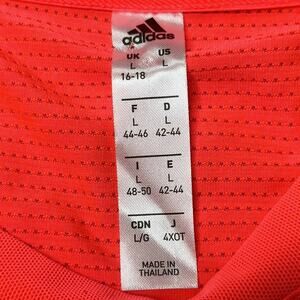 adidas
UK US
L L
16-18
F D
L L
44-46 42-44
I E
L L
48-50 42-44
CDN J
L/G 4XOT
MADE IN
THAILAND